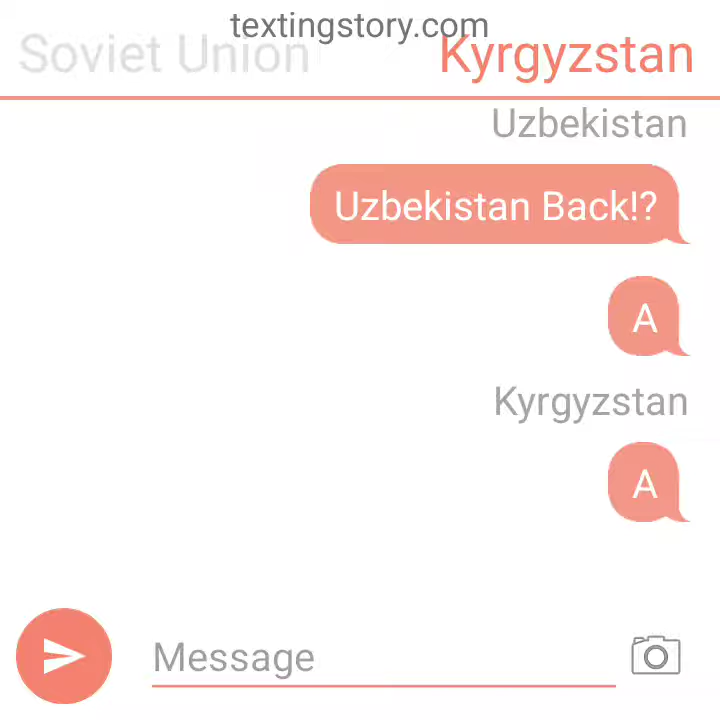 textingstory.com
Soviet Union Kyrgyzstan
Uzbekistan
Uzbekistan Back!?
A
Kyrgyzstan
A
Message